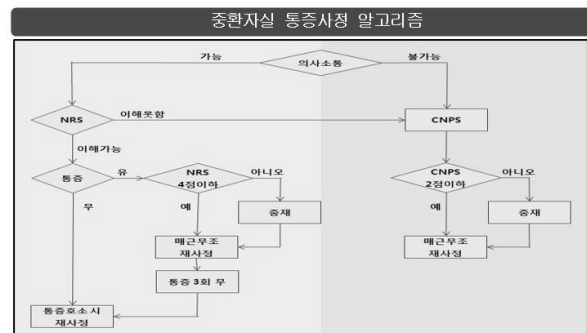 중환자실 통증사정 알고리즘
가능
의사소통
불가능
NRS
이해못함
CNPS
이해가능
통증
유
NRS
4점이하
아니오
CNPS
2점이하
아니오
무
예
중재
예
중재
매근무조
재사정
매근무조
재사정
통증 3회 무
통증호소시
재사정